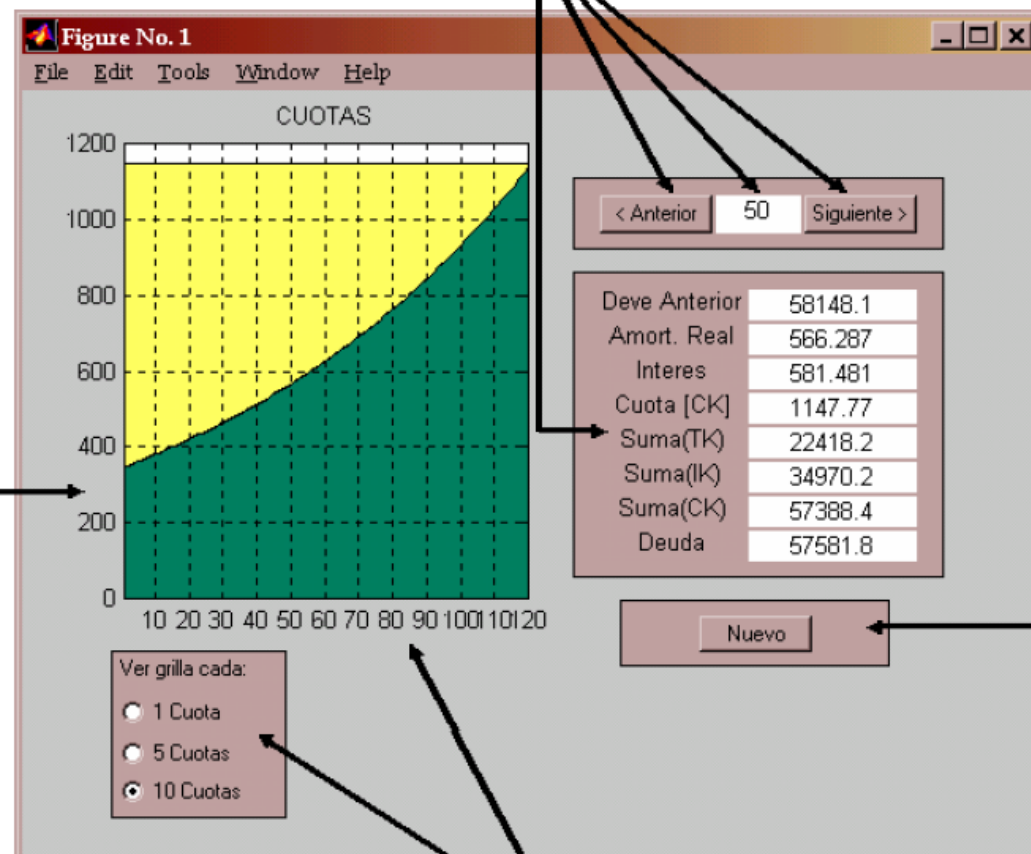 Figure No. 1
File Edit Tools Window Help
CUOTAS
1200
1000
800
600
400
200
0
10 20 30 40 50 60 70 80 90 100 110 120
< Anterior 50 Siguiente >
Deve Anterior 58148.1
Amort. Real 566.287
Interes 581.481
Cuota [CK] 1147.77
Suma(TK) 22418.2
Suma(IK) 34970.2
Suma(CK) 57388.4
Deuda 57581.8
Nuevo
Ver grilla cada:
1 Cuota
5 Cuotas
10 Cuotas